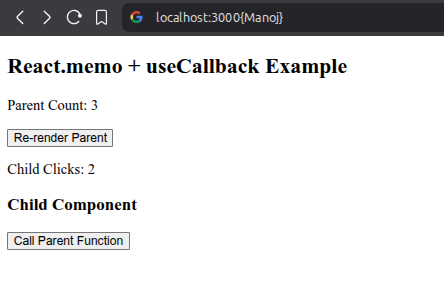 localhost:3000{Manoj}
React.memo + useCallback Example
Parent Count: 3
Re-render Parent
Child Clicks: 2
Child Component
Call Parent Function